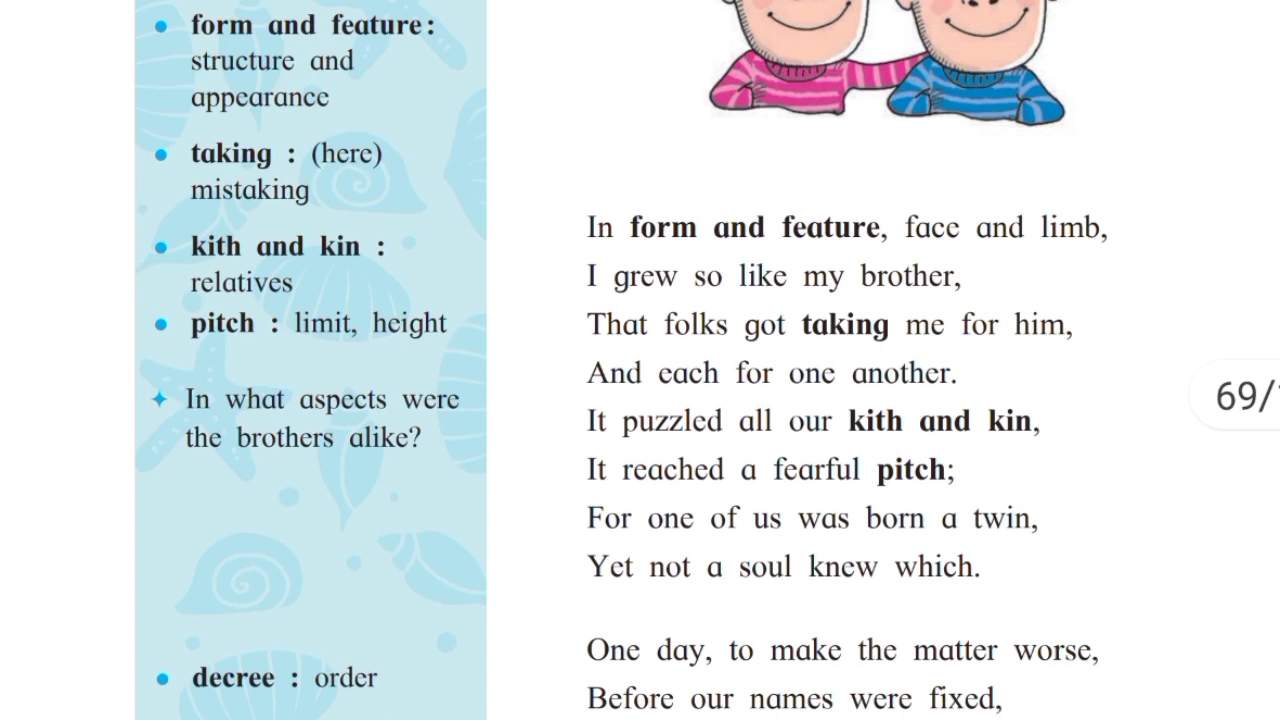 form and feature:
structure and
appearance
taking : (here)
mistaking
kith and kin :
relatives
pitch : limit, height
In what aspects were
the brothers alike?
decree : order
In form and feature, face and limb,
I grew so like my brother,
That folks got taking me for him,
And each for one another.
It puzzled all our kith and kin,
It reached a fearful pitch;
For one of us was born a twin,
Yet not a soul knew which.
One day, to make the matter worse,
Before our names were fixed,
69/